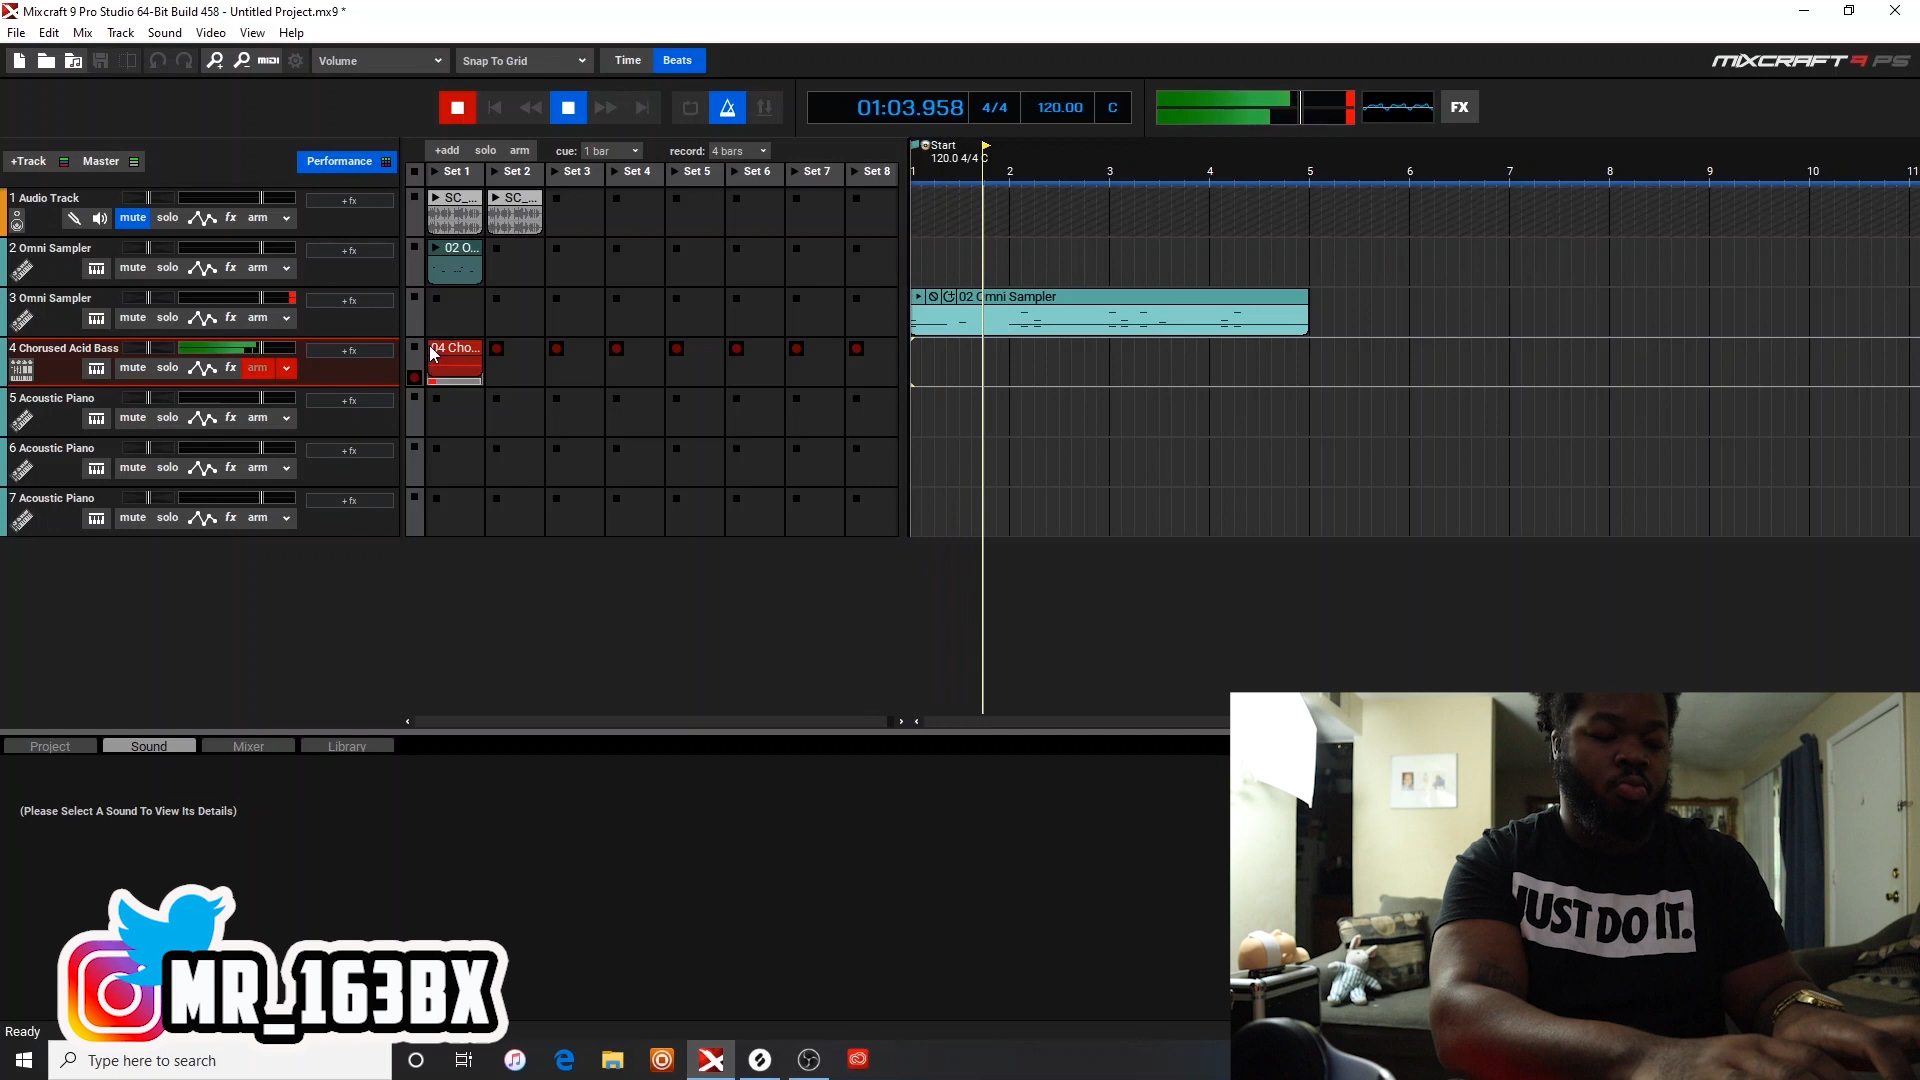 Mixcraft 9 Pro Studio 64-Bit Build 458 - Untitled Project.mx9 *
File Edit Mix Track Sound Video View Help
MIDI Volume Snap To Grid Time Beats
MIXCRAFT 9 PS
01:03.958 4/4 120.00 C FX
+Track Master Performance
+add solo arm cue: 1 bar record: 4 bars
Start
120.0 4/4 C
Set 1 Set 2 Set 3 Set 4 Set 5 Set 6 Set 7 Set 8
1 2 3 4 5 6 7 8 9 10 11
1 Audio Track +fx SC_... SC_...
mute solo fx arm
2 Omni Sampler +fx 02 O...
mute solo fx arm
3 Omni Sampler +fx 02 Omni Sampler
mute solo fx arm
4 Chorused Acid Bass +fx 04 Cho...
mute solo fx arm
5 Acoustic Piano +fx
mute solo fx arm
6 Acoustic Piano +fx
mute solo fx arm
7 Acoustic Piano +fx
mute solo fx arm
Project Sound Mixer Library
(Please Select A Sound To View Its Details)
JUST DO IT.
MR_163BX
Ready
Type here to search